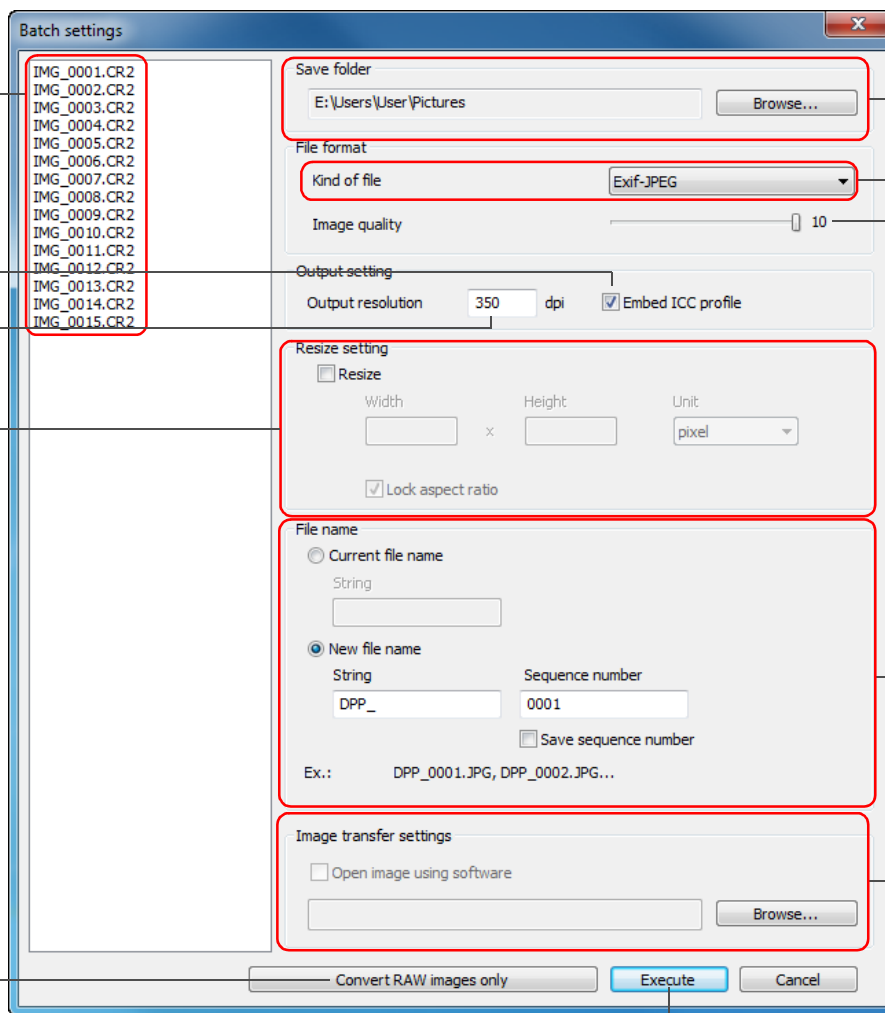 Batch settings
IMG_0001.CR2
IMG_0002.CR2
IMG_0003.CR2
IMG_0004.CR2
IMG_0005.CR2
IMG_0006.CR2
IMG_0007.CR2
IMG_0008.CR2
IMG_0009.CR2
IMG_0010.CR2
IMG_0011.CR2
IMG_0012.CR2
IMG_0013.CR2
IMG_0014.CR2
IMG_0015.CR2
Save folder
E:\Users\User\Pictures Browse...
File format
Kind of file Exif-JPEG
Image quality 10
Output setting
Output resolution 350 dpi Embed ICC profile
Resize setting
Resize
Width Height Unit
x pixel
Lock aspect ratio
File name
Current file name
String
New file name
String Sequence number
DPP_ 0001
Save sequence number
Ex.: DPP_0001.JPG, DPP_0002.JPG...
Image transfer settings
Open image using software
Browse...
Convert RAW images only Execute Cancel